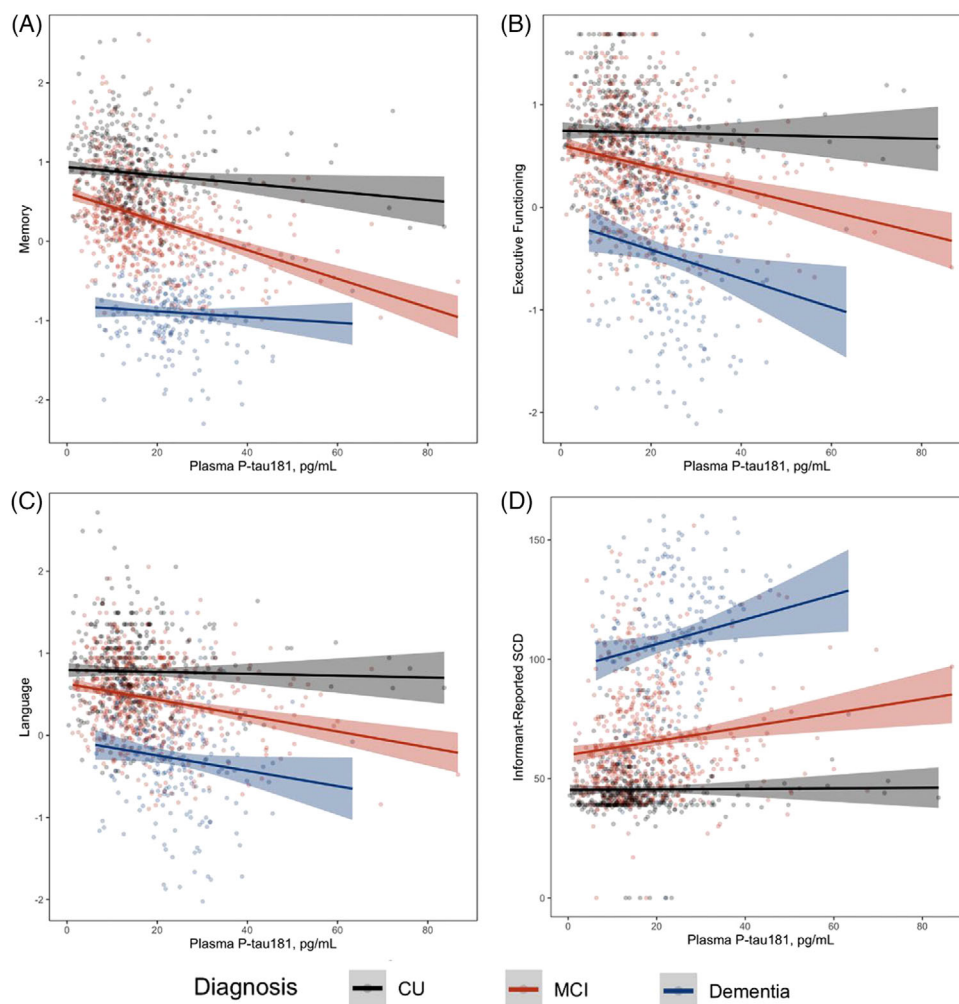 (A)
Memory
2
1
0
-1
-2
0
20
40
60
80
Plasma P-tau181, pg/mL
(B)
Executive Functioning
1
0
-1
-2
0
20
40
60
80
Plasma P-tau181, pg/mL
(C)
Language
2
1
0
-1
-2
0
20
40
60
80
Plasma P-tau181, pg/mL
(D)
Informant-Reported SCD
150
100
50
0
0
20
40
60
80
Plasma P-tau181, pg/mL
Diagnosis CU MCI Dementia